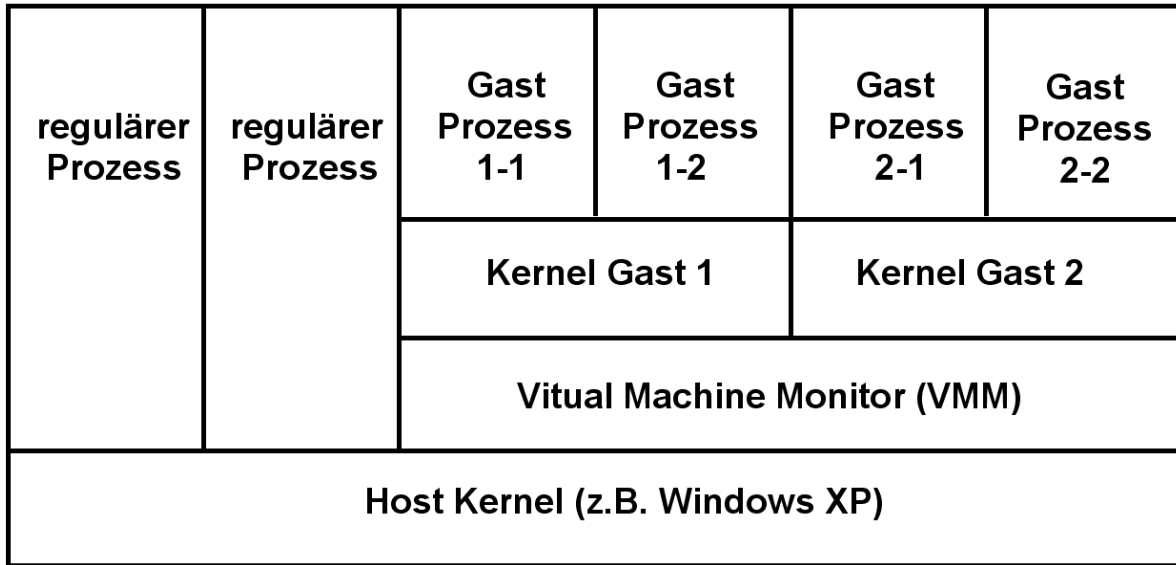 regulärer
Prozess
regulärer
Prozess
Gast
Prozess
1-1
Gast
Prozess
1-2
Gast
Prozess
2-1
Gast
Prozess
2-2
Kernel Gast 1
Kernel Gast 2
Vitual Machine Monitor (VMM)
Host Kernel (z.B. Windows XP)